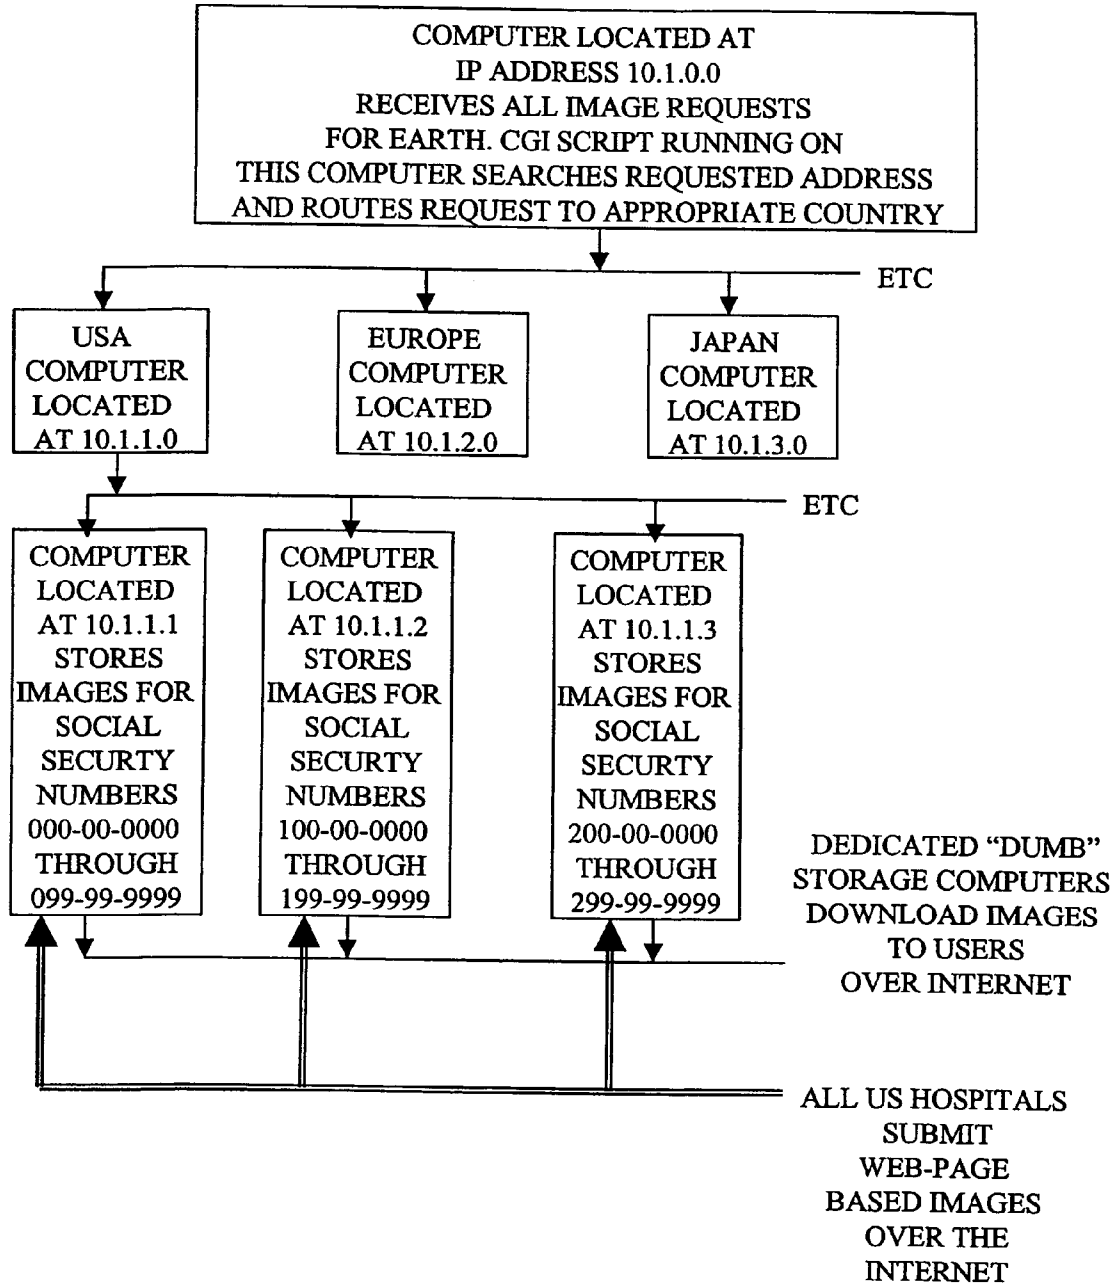 COMPUTER LOCATED AT
IP ADDRESS 10.1.0.0
RECEIVES ALL IMAGE REQUESTS
FOR EARTH. CGI SCRIPT RUNNING ON
THIS COMPUTER SEARCHES REQUESTED ADDRESS
AND ROUTES REQUEST TO APPROPRIATE COUNTRY
ETC
USA
COMPUTER
LOCATED
AT 10.1.1.0
EUROPE
COMPUTER
LOCATED
AT 10.1.2.0
JAPAN
COMPUTER
LOCATED
AT 10.1.3.0
ETC
COMPUTER
LOCATED
AT 10.1.1.1
STORES
IMAGES FOR
SOCIAL
SECURTY
NUMBERS
000-00-0000
THROUGH
099-99-9999
COMPUTER
LOCATED
AT 10.1.1.2
STORES
IMAGES FOR
SOCIAL
SECURTY
NUMBERS
100-00-0000
THROUGH
199-99-9999
COMPUTER
LOCATED
AT 10.1.1.3
STORES
IMAGES FOR
SOCIAL
SECURTY
NUMBERS
200-00-0000
THROUGH
299-99-9999
DEDICATED “DUMB”
STORAGE COMPUTERS
DOWNLOAD IMAGES
TO USERS
OVER INTERNET
ALL US HOSPITALS
SUBMIT
WEB-PAGE
BASED IMAGES
OVER THE
INTERNET